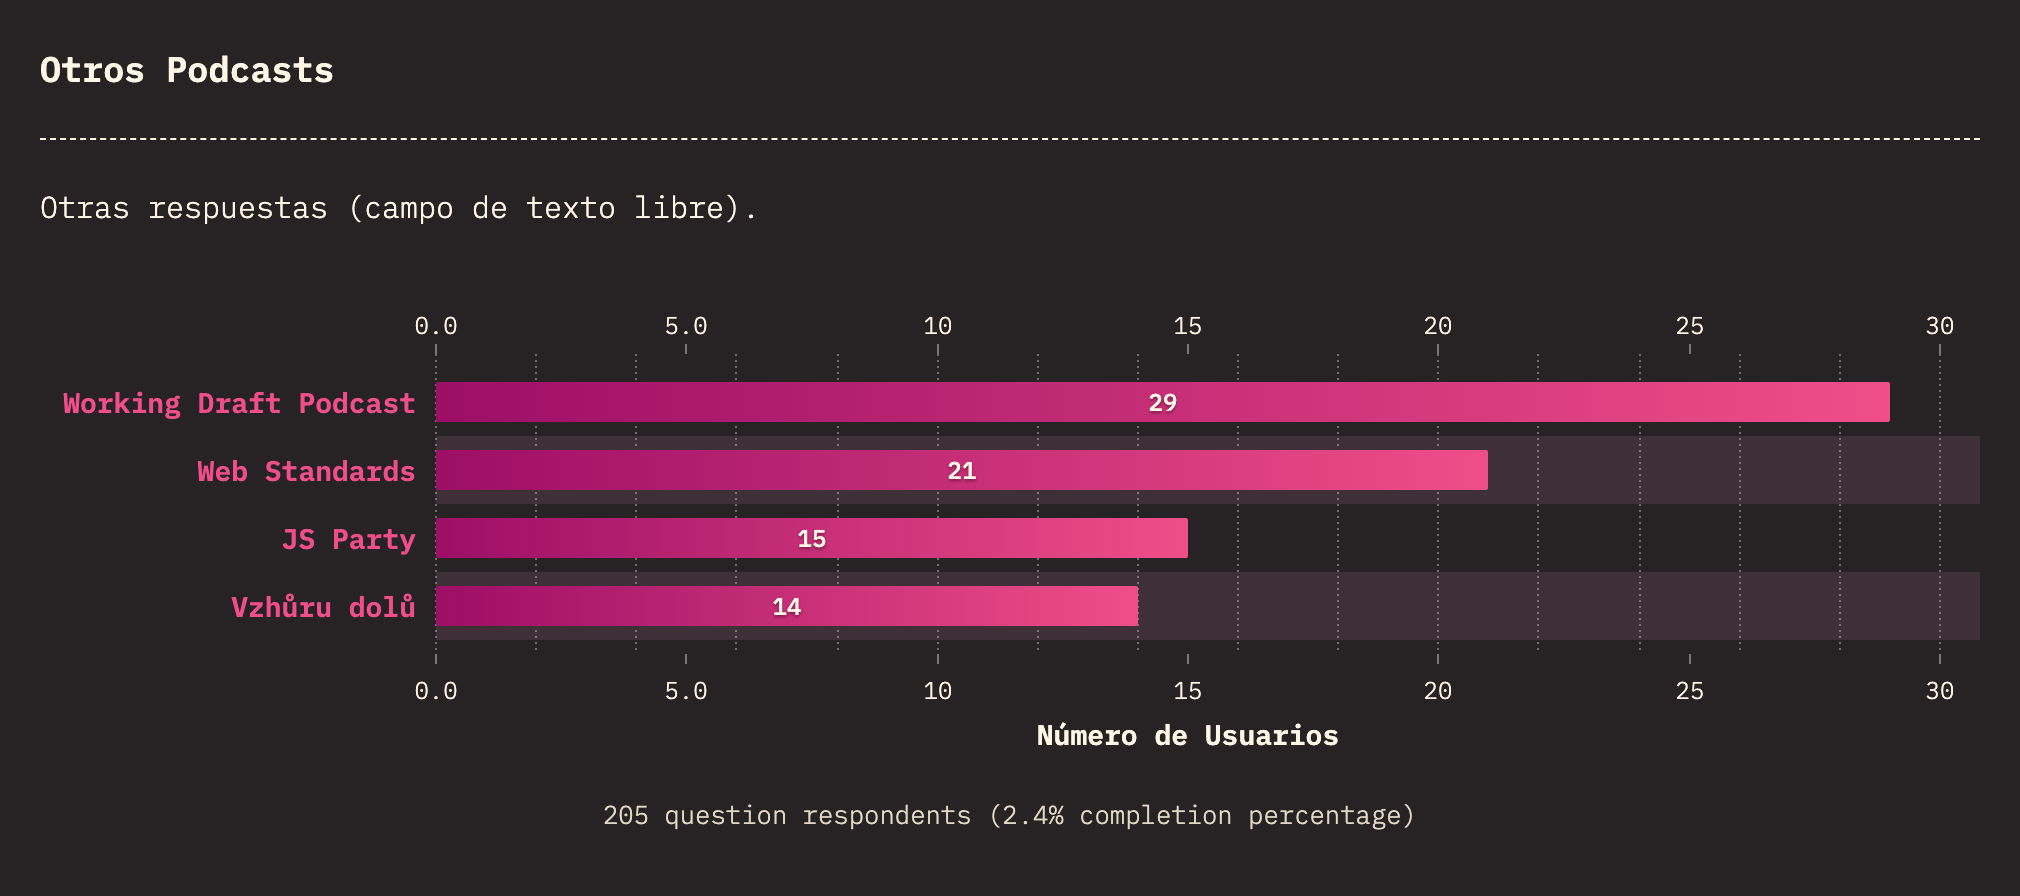 Otros Podcasts
Otras respuestas (campo de texto libre).
0.0 5.0 10 15 20 25 30
Working Draft Podcast 29
Web Standards 21
JS Party 15
Vzhůru dolů 14
0.0 5.0 10 15 20 25 30
Número de Usuarios
205 question respondents (2.4% completion percentage)